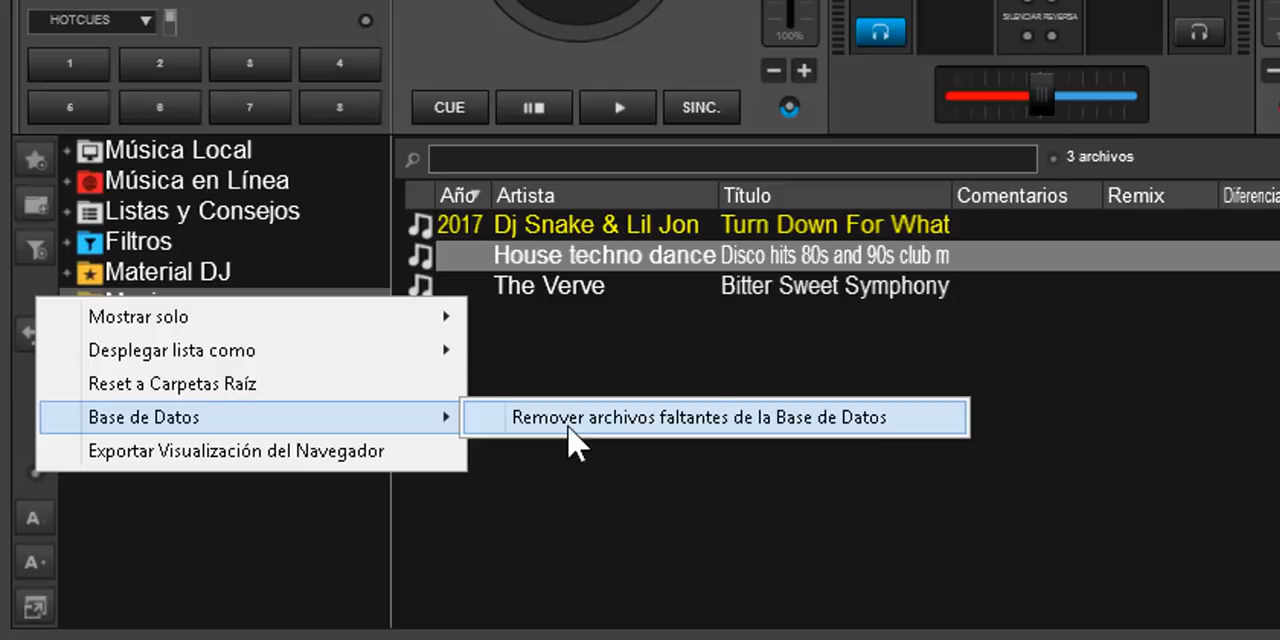 HOTCUES
1 2 3 4
5 6 7 8
100%
SILENCIAR REVERSA
CUE
SINC.
Música Local
Música en Línea
Listas y Consejos
Filtros
Material DJ
3 archivos
Año Artista Título Comentarios Remix
2017 Dj Snake & Lil Jon Turn Down For What
House techno dance Disco hits 80s and 90s club m
The Verve Bitter Sweet Symphony
Mostrar solo
Desplegar lista como
Reset a Carpetas Raíz
Base de Datos
Exportar Visualización del Navegador
Remover archivos faltantes de la Base de Datos
A
A